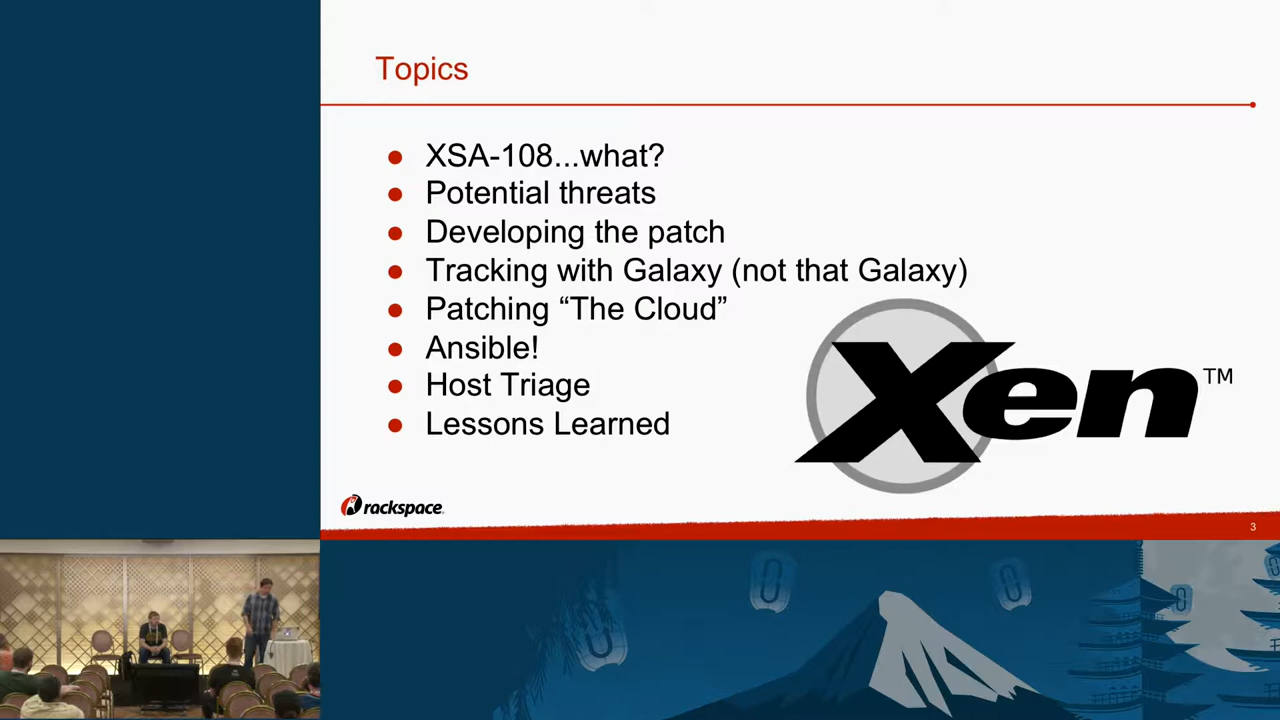 Topics
XSA-108...what?
Potential threats
Developing the patch
Tracking with Galaxy (not that Galaxy)
Patching “The Cloud”
Ansible!
Host Triage
Lessons Learned
Xen™
rackspace
3